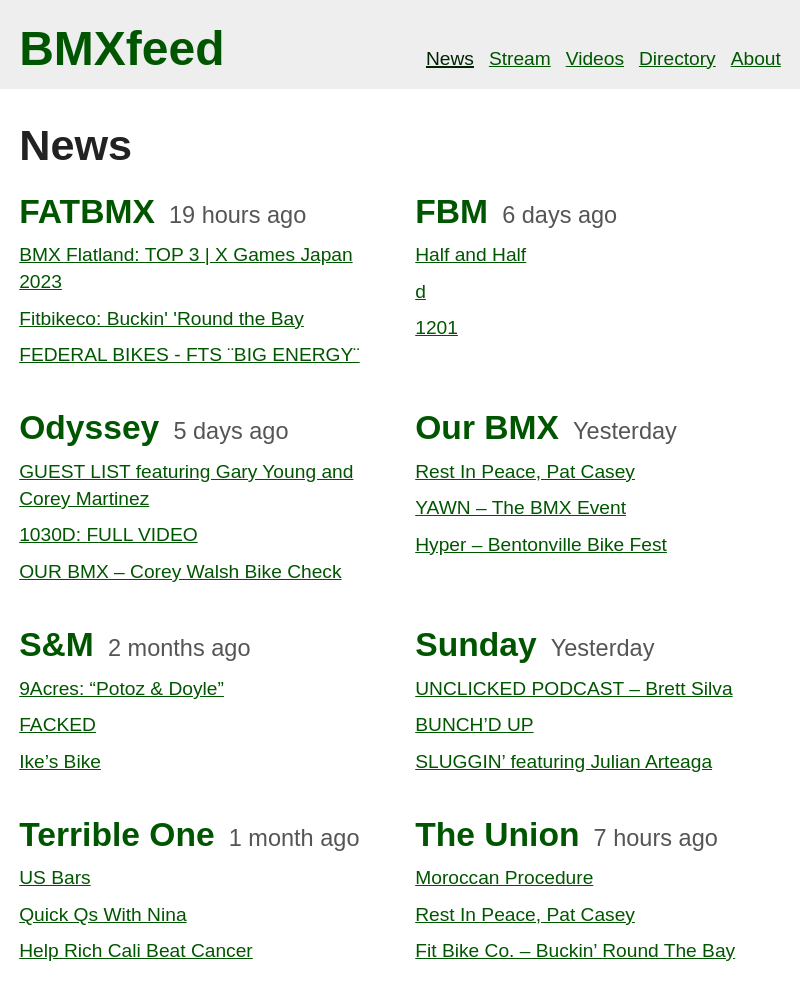 BMXfeed
News Stream Videos Directory About
News
FATBMX 19 hours ago
BMX Flatland: TOP 3 | X Games Japan
2023
Fitbikeco: Buckin' 'Round the Bay
FEDERAL BIKES - FTS ¨BIG ENERGY¨
FBM 6 days ago
Half and Half
d
1201
Odyssey 5 days ago
GUEST LIST featuring Gary Young and
Corey Martinez
1030D: FULL VIDEO
OUR BMX – Corey Walsh Bike Check
Our BMX Yesterday
Rest In Peace, Pat Casey
YAWN – The BMX Event
Hyper – Bentonville Bike Fest
S&M 2 months ago
9Acres: “Potoz & Doyle”
FACKED
Ike’s Bike
Sunday Yesterday
UNCLICKED PODCAST – Brett Silva
BUNCH’D UP
SLUGGIN’ featuring Julian Arteaga
Terrible One 1 month ago
US Bars
Quick Qs With Nina
Help Rich Cali Beat Cancer
The Union 7 hours ago
Moroccan Procedure
Rest In Peace, Pat Casey
Fit Bike Co. – Buckin’ Round The Bay